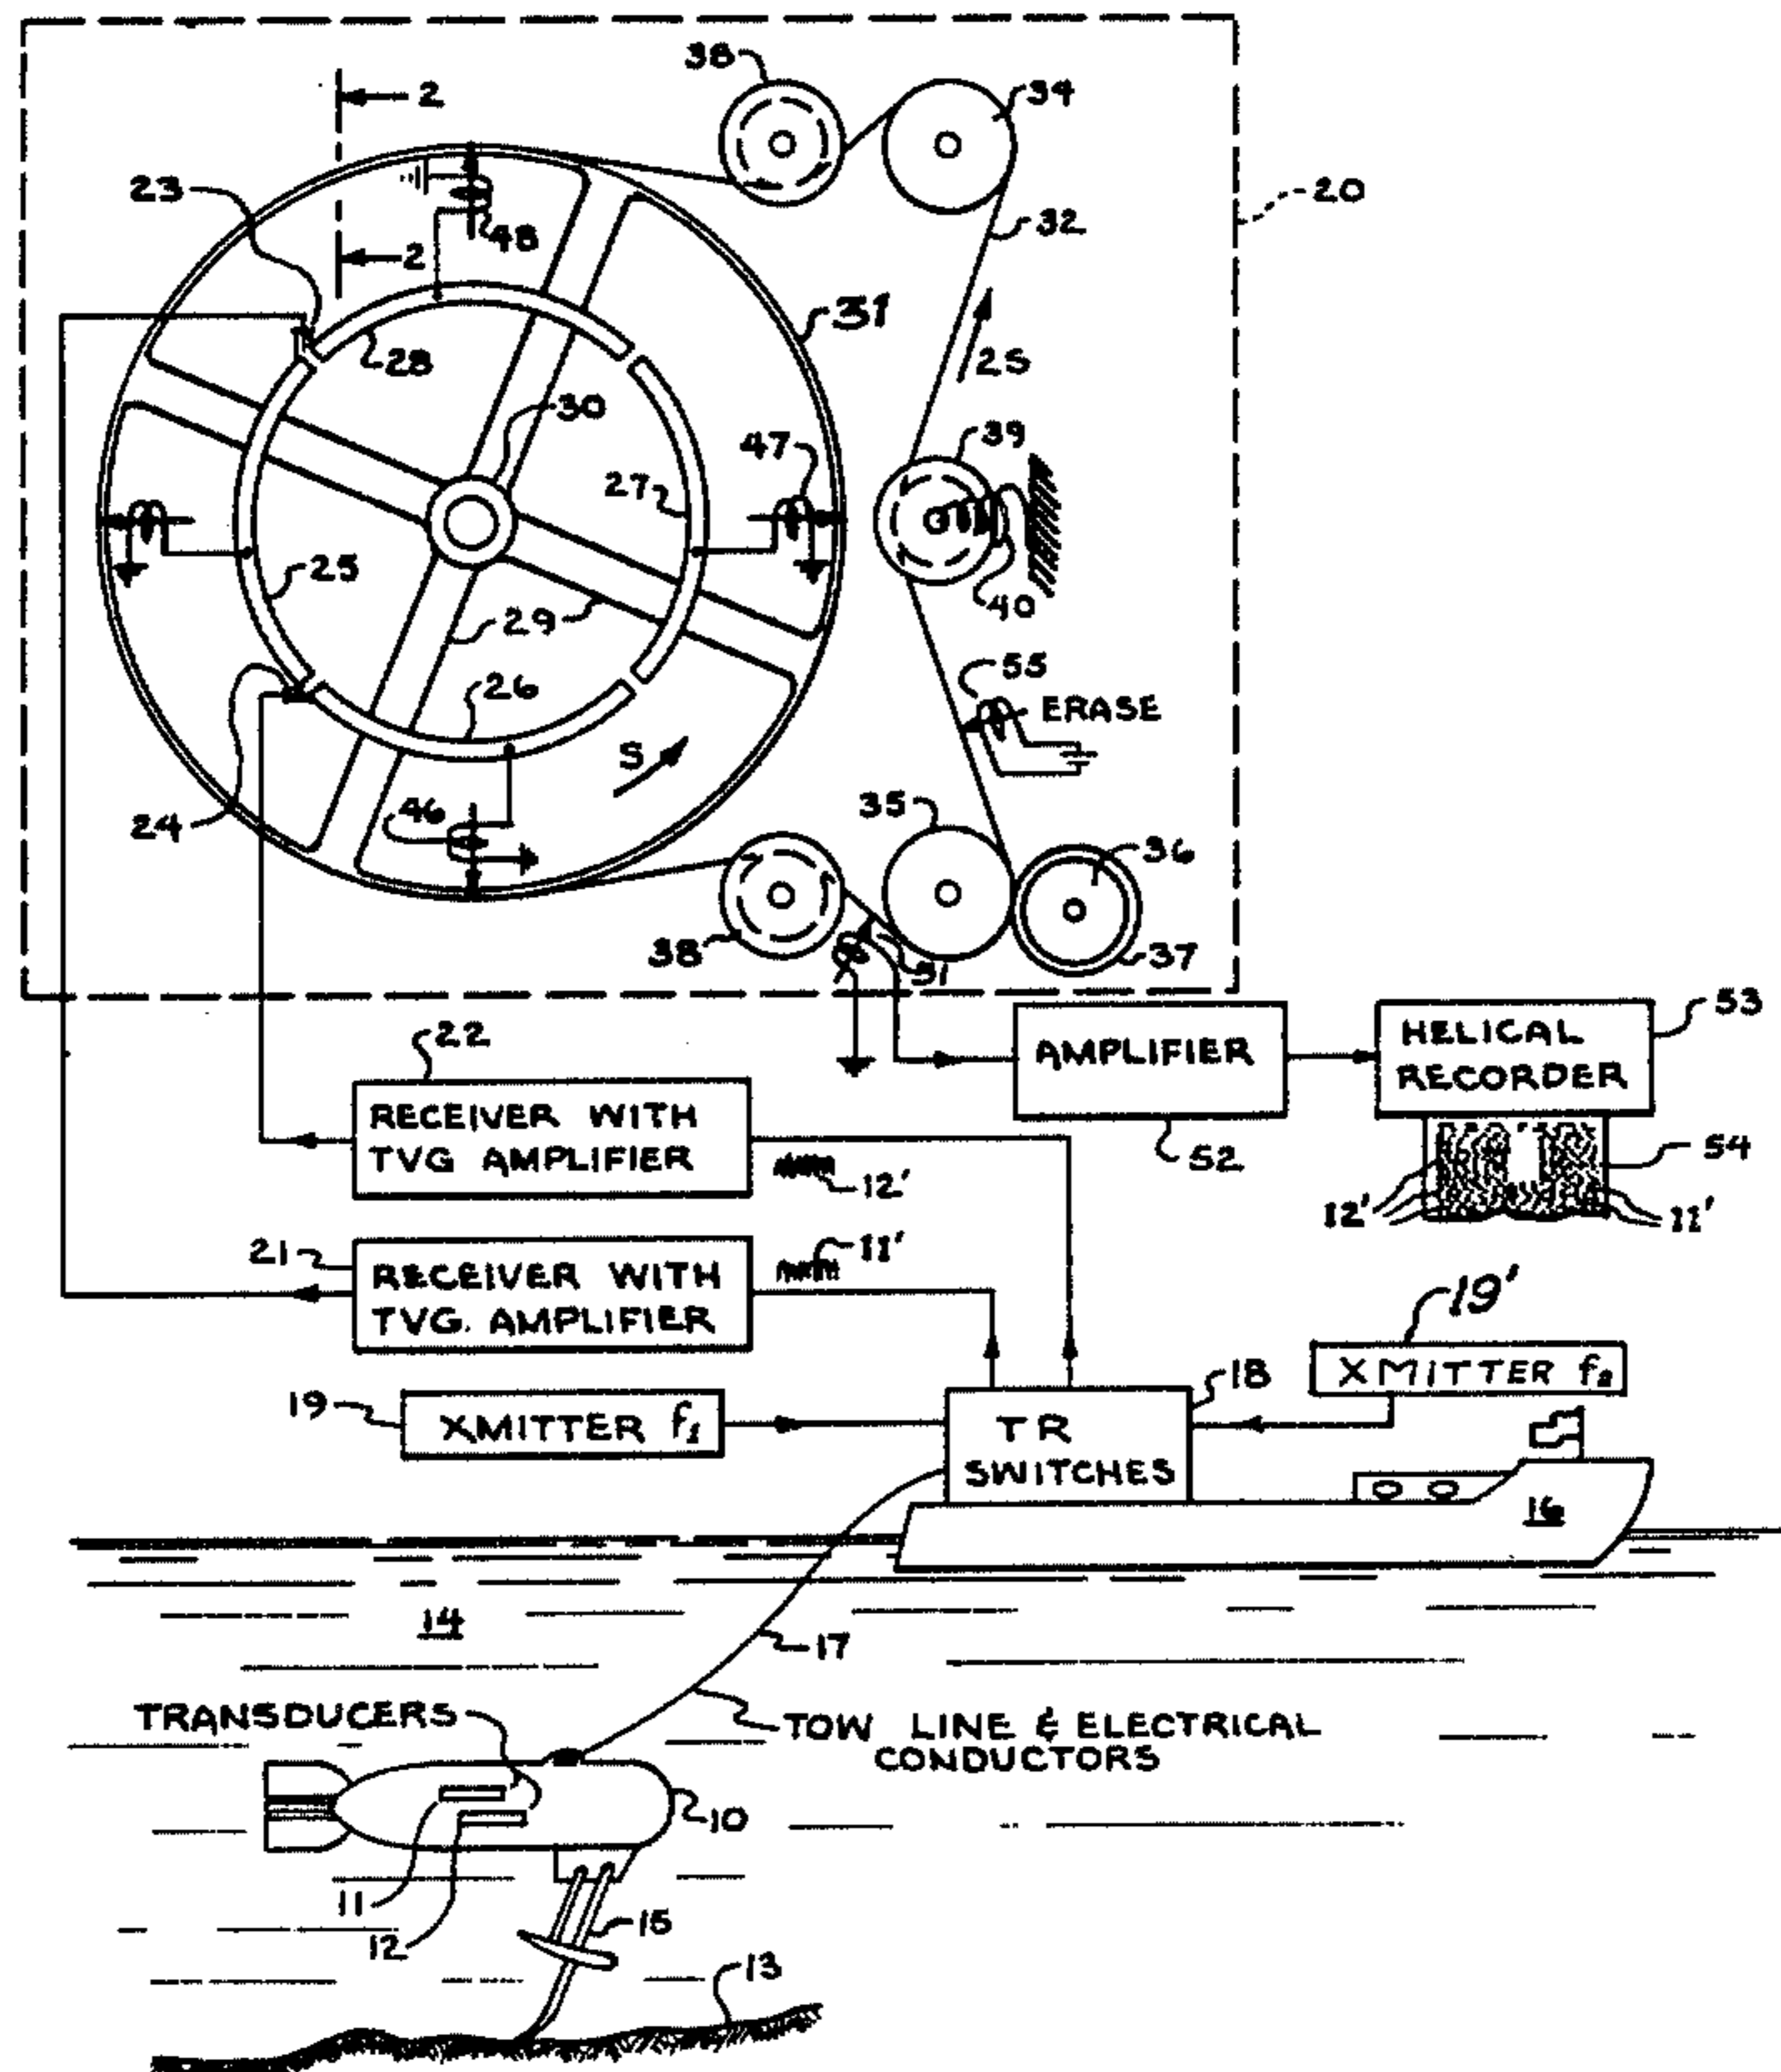 38
34
2
23
20
48
32
2
31
28
2S
30
39
47
27
25
40
29
55
26
ERASE
S
35
46
24
36
38
51
37
53
22
HELICAL
RECORDER
AMPLIFIER
RECEIVER WITH
TVG AMPLIFIER
54
52
12'
12'
11'
11'
21
RECEIVER WITH
TVG. AMPLIFIER
19'
18
XMITTER f2
19
XMITTER f1
TR
SWITCHES
16
14
17
TRANSDUCERS
TOW LINE & ELECTRICAL
CONDUCTORS
10
11
15
12
13